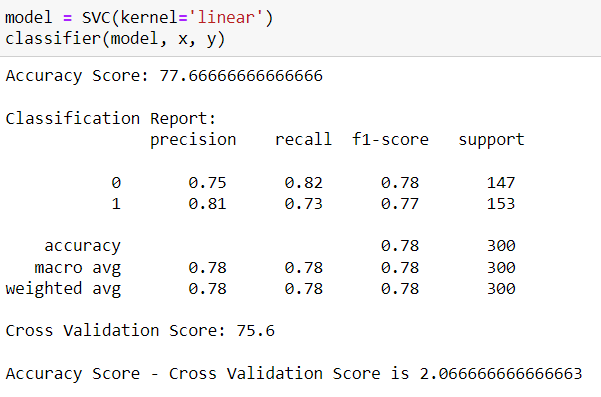 model = SVC(kernel='linear')
classifier(model, x, y)
Accuracy Score: 77.66666666666666
Classification Report:
precision recall f1-score support
0 0.75 0.82 0.78 147
1 0.81 0.73 0.77 153
accuracy 0.78 300
macro avg 0.78 0.78 0.78 300
weighted avg 0.78 0.78 0.78 300
Cross Validation Score: 75.6
Accuracy Score - Cross Validation Score is 2.066666666666663